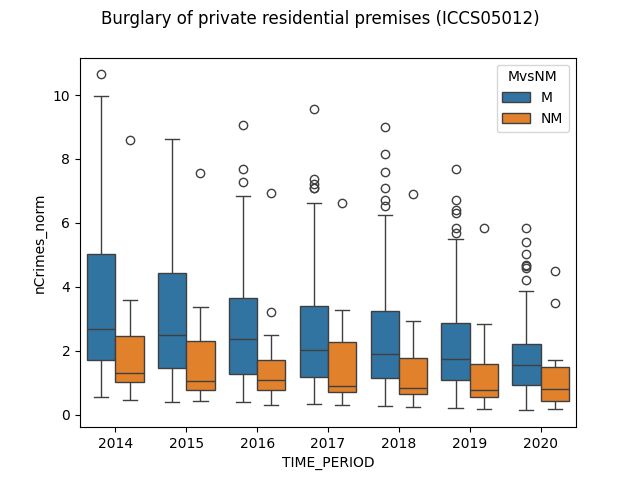 Burglary of private residential premises (ICCS05012)
MvsNM
M
NM
10
8
6
4
2
0
nCrimes_norm
2014 2015 2016 2017 2018 2019 2020
TIME_PERIOD